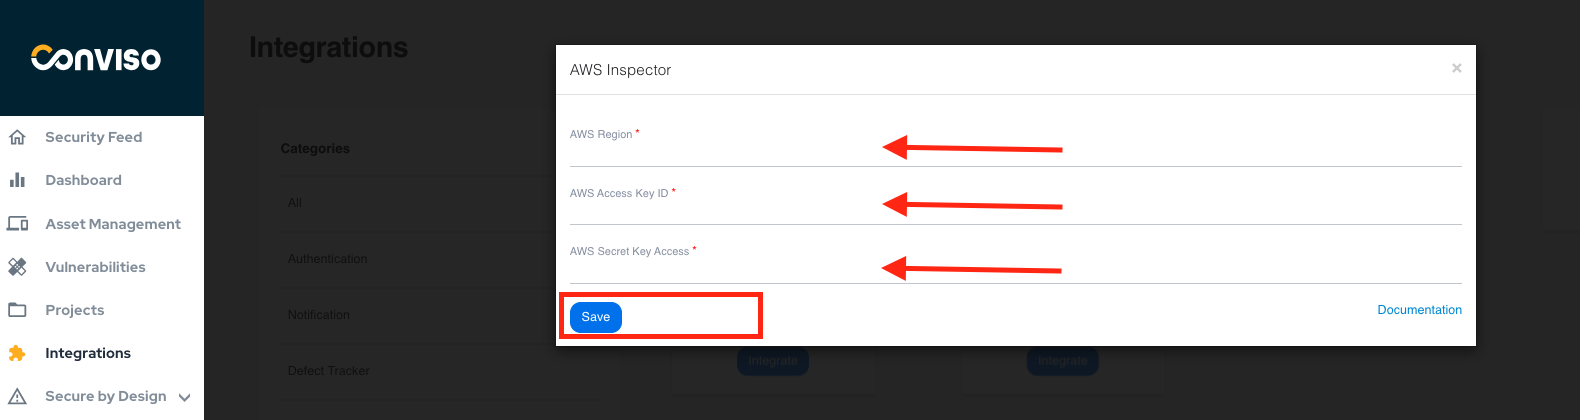 CONVISO
Security Feed
Dashboard
Asset Management
Vulnerabilities
Projects
Integrations
Secure by Design
Integrations
Categories
All
Authentication
Notification
Defect Tracker
AWS Inspector
×
AWS Region *
AWS Access Key ID *
AWS Secret Key Access *
Save
Documentation
Integrate
Integrate